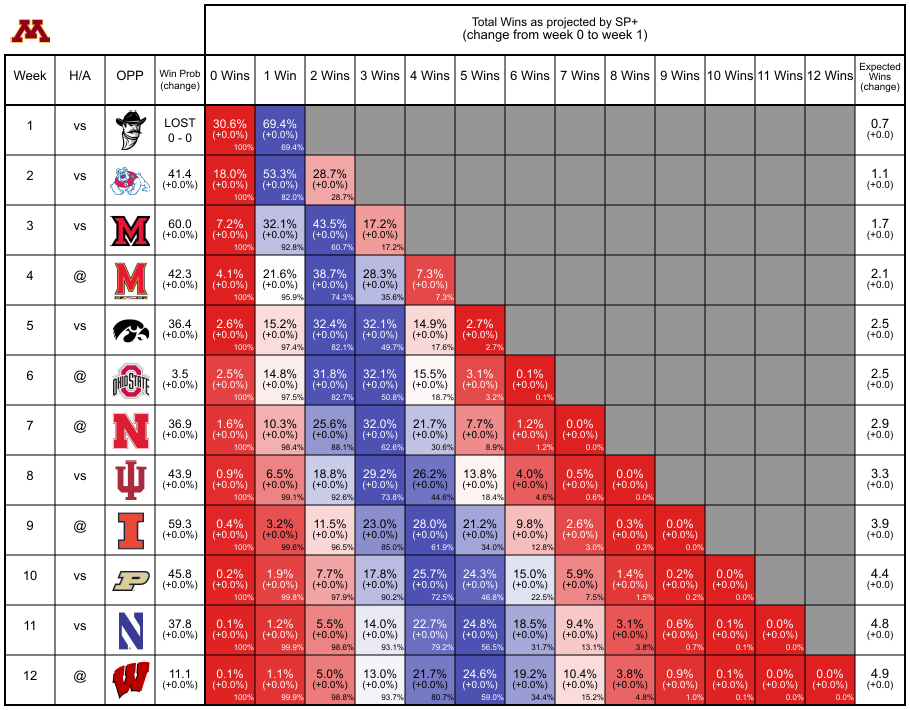 M
Total Wins as projected by SP+
(change from week 0 to week 1)
Week H/A OPP Win Prob (change) 0 Wins 1 Win 2 Wins 3 Wins 4 Wins 5 Wins 6 Wins 7 Wins 8 Wins 9 Wins 10 Wins 11 Wins 12 Wins Expected Wins (change)
1 vs LOST 30.6% 69.4% 0.7
0 - 0 (+0.0%) (+0.0%) (+0.0)
100% 69.4%
2 vs 41.4 18.0% 53.3% 28.7% 1.1
(+0.0%) (+0.0%) (+0.0%) (+0.0%) (+0.0)
100% 82.0% 28.7%
3 vs M 60.0 7.2% 32.1% 43.5% 17.2% 1.7
(+0.0%) (+0.0%) (+0.0%) (+0.0%) (+0.0%) (+0.0)
100% 92.8% 60.7% 17.2%
4 @ M 42.3 4.1% 21.6% 38.7% 28.3% 7.3% 2.1
(+0.0%) (+0.0%) (+0.0%) (+0.0%) (+0.0%) (+0.0%) (+0.0)
100% 95.9% 74.3% 35.6% 7.3%
5 vs 36.4 2.6% 15.2% 32.4% 32.1% 14.9% 2.7% 2.5
(+0.0%) (+0.0%) (+0.0%) (+0.0%) (+0.0%) (+0.0%) (+0.0%) (+0.0)
100% 97.4% 82.1% 49.7% 17.6% 2.7%
6 @ OHIO STATE 3.5 2.5% 14.8% 31.8% 32.1% 15.5% 3.1% 0.1% 2.5
(+0.0%) (+0.0%) (+0.0%) (+0.0%) (+0.0%) (+0.0%) (+0.0%) (+0.0%) (+0.0)
100% 97.5% 82.7% 50.8% 18.7% 3.2% 0.1%
7 @ N 36.9 1.6% 10.3% 25.6% 32.0% 21.7% 7.7% 1.2% 0.0% 2.9
(+0.0%) (+0.0%) (+0.0%) (+0.0%) (+0.0%) (+0.0%) (+0.0%) (+0.0%) (+0.0%) (+0.0)
100% 98.4% 88.1% 62.6% 30.6% 8.9% 1.2% 0.0%
8 vs 43.9 0.9% 6.5% 18.8% 29.2% 26.2% 13.8% 4.0% 0.5% 0.0% 3.3
(+0.0%) (+0.0%) (+0.0%) (+0.0%) (+0.0%) (+0.0%) (+0.0%) (+0.0%) (+0.0%) (+0.0%) (+0.0)
100% 99.1% 92.6% 73.8% 44.6% 18.4% 4.6% 0.6% 0.0%
9 @ I 59.3 0.4% 3.2% 11.5% 23.0% 28.0% 21.2% 9.8% 2.6% 0.3% 0.0% 3.9
(+0.0%) (+0.0%) (+0.0%) (+0.0%) (+0.0%) (+0.0%) (+0.0%) (+0.0%) (+0.0%) (+0.0%) (+0.0%) (+0.0)
100% 99.6% 96.5% 85.0% 61.9% 34.0% 12.8% 3.0% 0.3% 0.0%
10 vs P 45.8 0.2% 1.9% 7.7% 17.8% 25.7% 24.3% 15.0% 5.9% 1.4% 0.2% 0.0% 4.4
(+0.0%) (+0.0%) (+0.0%) (+0.0%) (+0.0%) (+0.0%) (+0.0%) (+0.0%) (+0.0%) (+0.0%) (+0.0%) (+0.0%) (+0.0)
100% 99.8% 97.9% 90.2% 72.5% 46.8% 22.5% 7.5% 1.5% 0.2% 0.0%
11 vs N 37.8 0.1% 1.2% 5.5% 14.0% 22.7% 24.8% 18.5% 9.4% 3.1% 0.6% 0.1% 0.0% 4.8
(+0.0%) (+0.0%) (+0.0%) (+0.0%) (+0.0%) (+0.0%) (+0.0%) (+0.0%) (+0.0%) (+0.0%) (+0.0%) (+0.0%) (+0.0%) (+0.0)
100% 99.9% 98.6% 93.1% 79.2% 56.5% 31.7% 13.1% 3.8% 0.7% 0.1% 0.0%
12 @ W 11.1 0.1% 1.1% 5.0% 13.0% 21.7% 24.6% 19.2% 10.4% 3.8% 0.9% 0.1% 0.0% 0.0% 4.9
(+0.0%) (+0.0%) (+0.0%) (+0.0%) (+0.0%) (+0.0%) (+0.0%) (+0.0%) (+0.0%) (+0.0%) (+0.0%) (+0.0%) (+0.0%) (+0.0%) (+0.0)
100% 99.9% 98.8% 93.7% 80.7% 59.0% 34.4% 15.2% 4.8% 1.0% 0.1% 0.0% 0.0%